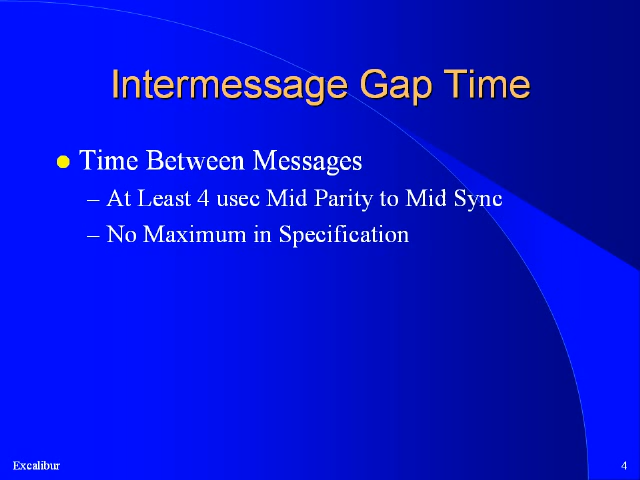 Intermessage Gap Time
Time Between Messages
– At Least 4 usec Mid Parity to Mid Sync
– No Maximum in Specification
Excalibur
4